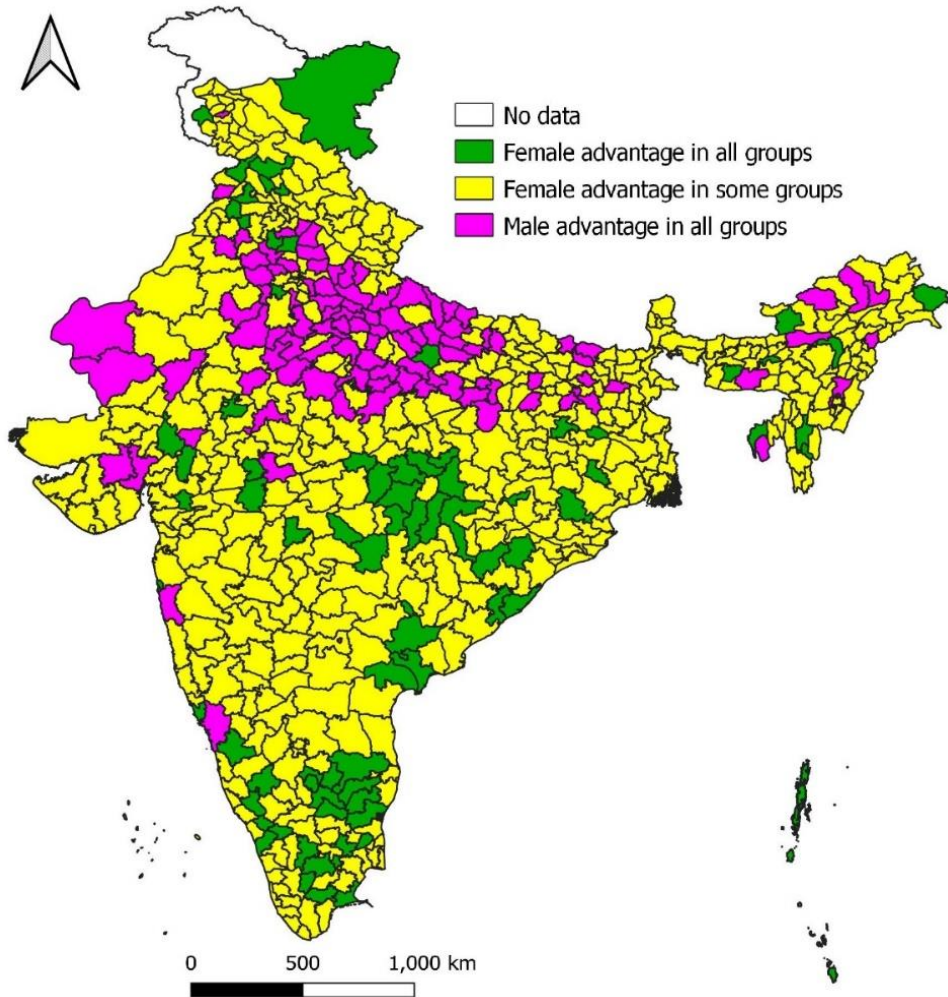 No data
Female advantage in all groups
Female advantage in some groups
Male advantage in all groups
0 500 1,000 km